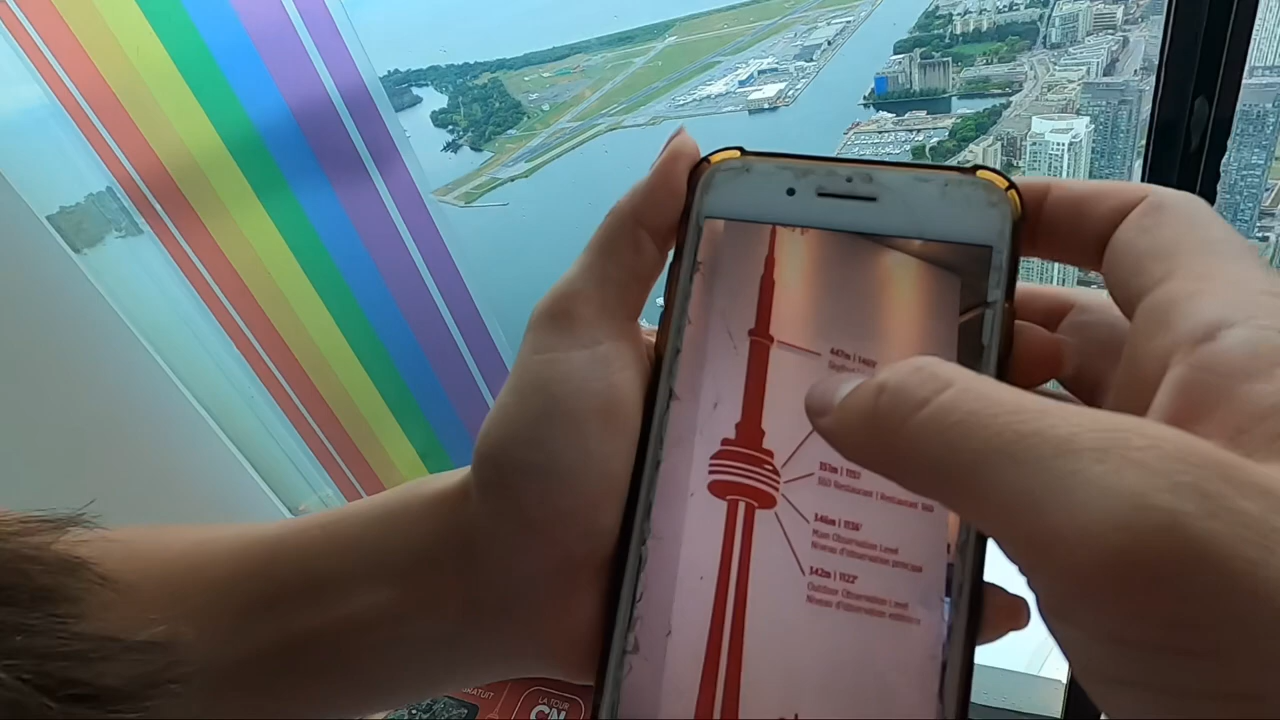 447m | 1465'
351m | 1151'
360 Restaurant | Restaurant 360
346m | 1136'
Main Observation Level
Niveau d'observation principal
342m | 1122'
Outdoor Observation Level
Niveau d'observation extérieur
GRATUIT
LA TOUR
CN